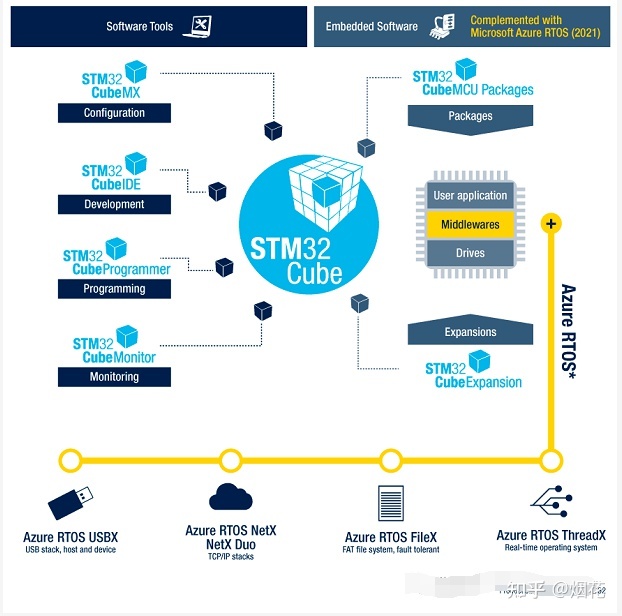 Software Tools
Embedded Software
Complemented with
Microsoft Azure RTOS (2021)
STM32
CubeMX
Configuration
STM32
CubeIDE
Development
STM32
CubeProgrammer
Programming
STM32
CubeMonitor
Monitoring
STM32
Cube
STM32
CubeMCU Packages
Packages
User application
Middlewares
Drives
Expansions
STM32
CubeExpansion
+
Azure RTOS*
Azure RTOS USBX
USB stack, host and device
Azure RTOS NetX
NetX Duo
TCP/IP stacks
Azure RTOS FileX
FAT file system, fault tolerant
Azure RTOS ThreadX
Real-time operating system
知乎 @烟花